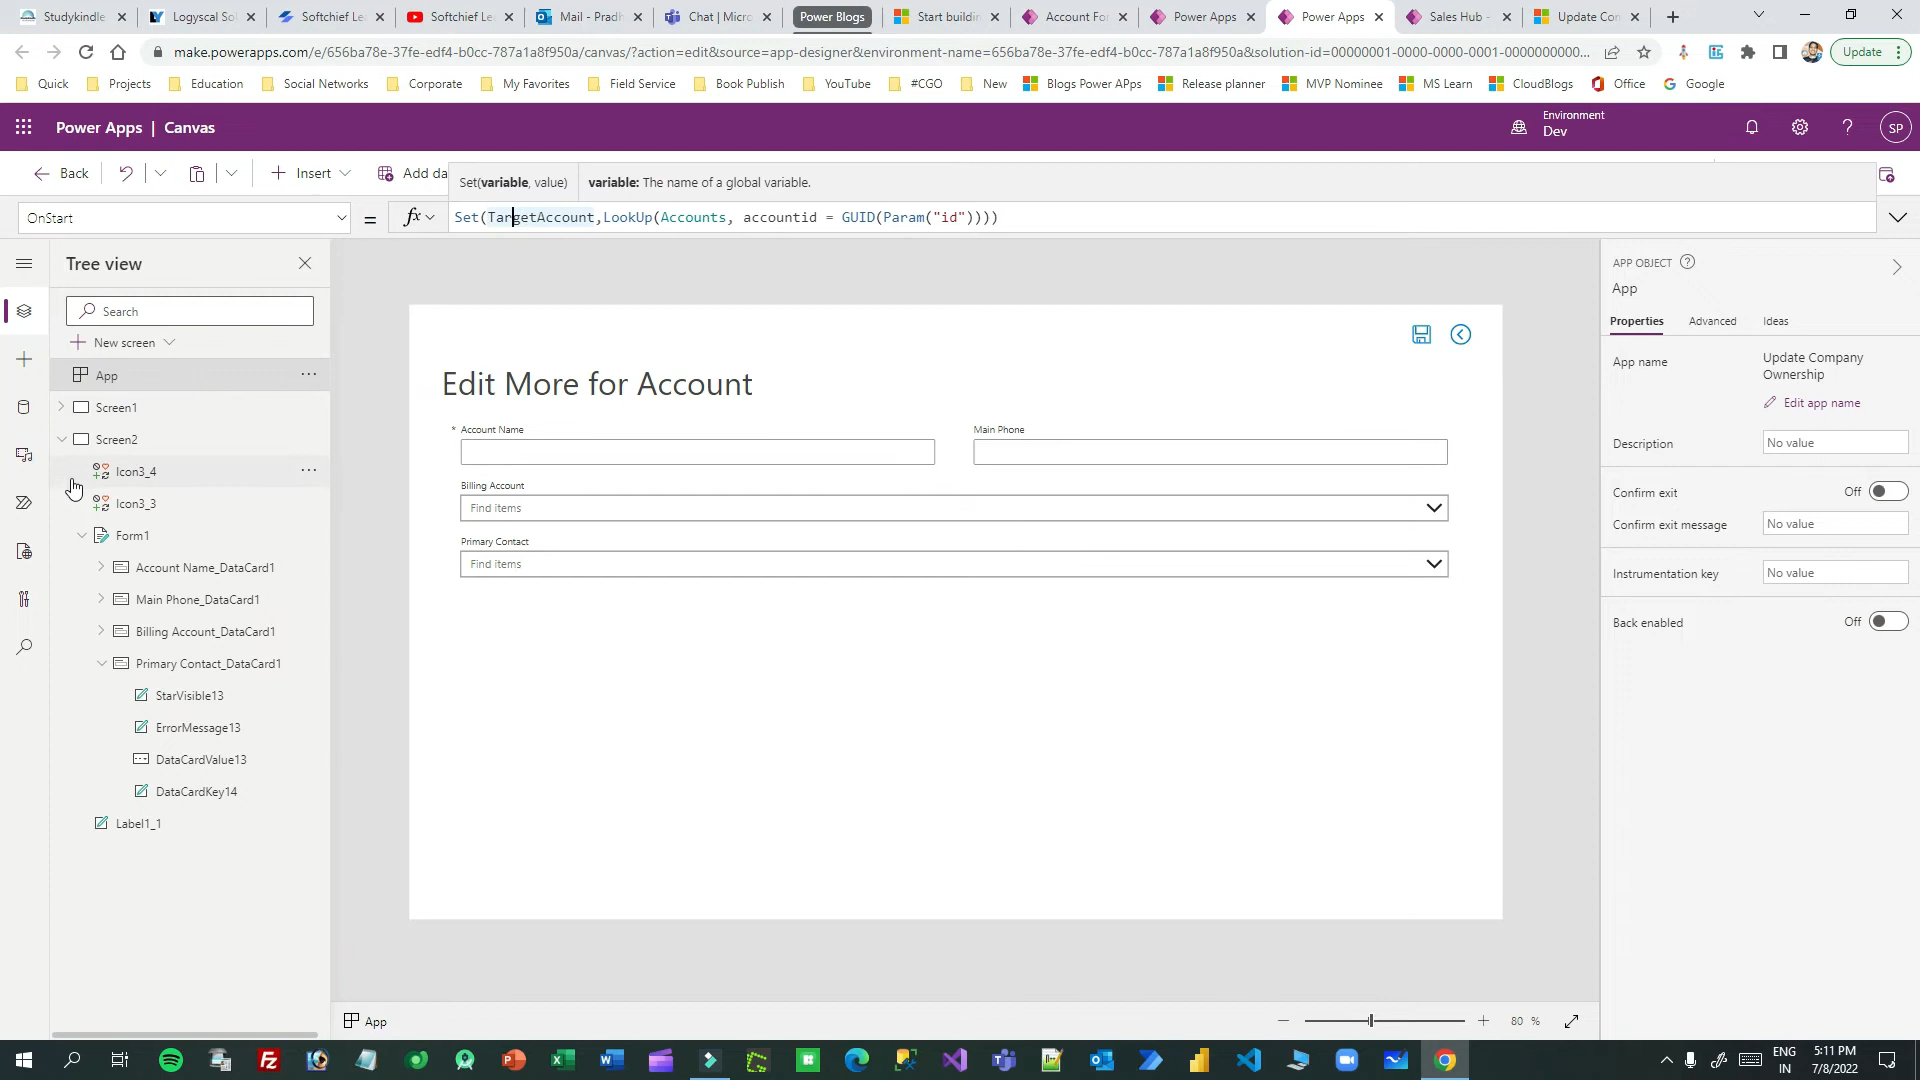 Studykindle
Logyscal Sol
Softchief Lea
Softchief Lea
Mail - Pradh
Chat | Micro
Power Blogs
Start buildin
Account For
Power Apps
Power Apps
Sales Hub -
Update Con
make.powerapps.com/e/656ba78e-37fe-edf4-b0cc-787a1a8f950a/canvas/?action=edit&source=app-designer&environment-name=656ba78e-37fe-edf4-b0cc-787a1a8f950a&solution-id=00000001-0000-0000-0001-0000000000...
Update
Quick
Projects
Education
Social Networks
Corporate
My Favorites
Field Service
Book Publish
YouTube
#CGO
New
Blogs Power APps
Release planner
MVP Nominee
MS Learn
CloudBlogs
Office
Google
Power Apps | Canvas
Environment
Dev
SP
Back
Insert
Add da
Set(variable, value)
variable: The name of a global variable.
OnStart
=
fx
Set(TargetAccount,LookUp(Accounts, accountid = GUID(Param("id"))))
Tree view
Search
New screen
App
Screen1
Screen2
Icon3_4
Icon3_3
Form1
Account Name_DataCard1
Main Phone_DataCard1
Billing Account_DataCard1
Primary Contact_DataCard1
StarVisible13
ErrorMessage13
DataCardValue13
DataCardKey14
Label1_1
Edit More for Account
* Account Name
Main Phone
Billing Account
Find items
Primary Contact
Find items
APP OBJECT
App
Properties
Advanced
Ideas
App name
Update Company
Ownership
Edit app name
Description
No value
Confirm exit
Off
Confirm exit message
No value
Instrumentation key
No value
Back enabled
Off
App
80 %
ENG
IN
5:11 PM
7/8/2022